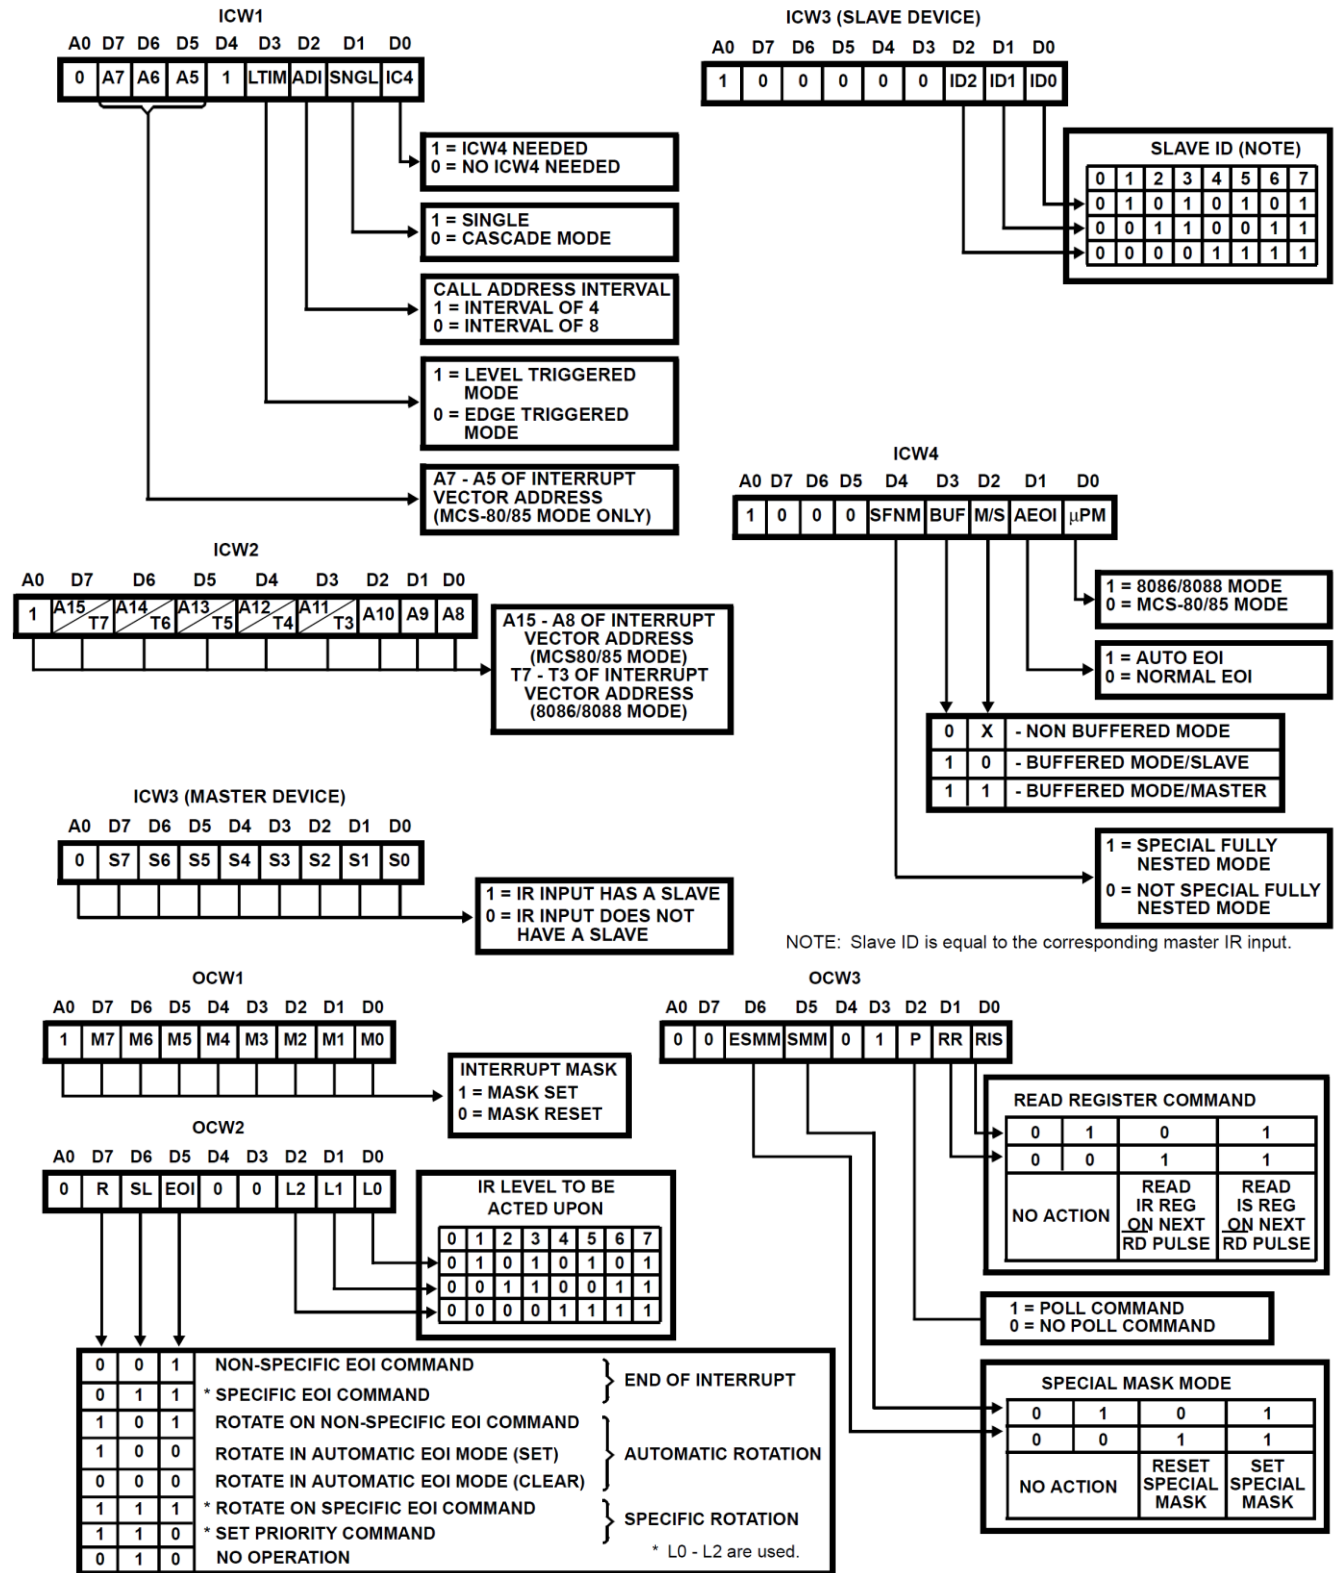 ICW1
A0 D7 D6 D5 D4 D3 D2 D1 D0
0 A7 A6 A5 1 LTIM ADI SNGL IC4
1 = ICW4 NEEDED
0 = NO ICW4 NEEDED
1 = SINGLE
0 = CASCADE MODE
CALL ADDRESS INTERVAL
1 = INTERVAL OF 4
0 = INTERVAL OF 8
1 = LEVEL TRIGGERED
MODE
0 = EDGE TRIGGERED
MODE
A7 - A5 OF INTERRUPT
VECTOR ADDRESS
(MCS-80/85 MODE ONLY)
ICW2
A0 D7 D6 D5 D4 D3 D2 D1 D0
1 A15/T7 A14/T6 A13/T5 A12/T4 A11/T3 A10 A9 A8
A15 - A8 OF INTERRUPT
VECTOR ADDRESS
(MCS80/85 MODE)
T7 - T3 OF INTERRUPT
VECTOR ADDRESS
(8086/8088 MODE)
ICW3 (MASTER DEVICE)
A0 D7 D6 D5 D4 D3 D2 D1 D0
0 S7 S6 S5 S4 S3 S2 S1 S0
1 = IR INPUT HAS A SLAVE
0 = IR INPUT DOES NOT
HAVE A SLAVE
ICW3 (SLAVE DEVICE)
A0 D7 D6 D5 D4 D3 D2 D1 D0
1 0 0 0 0 0 ID2 ID1 ID0
SLAVE ID (NOTE)
0 1 2 3 4 5 6 7
0 1 0 1 0 1 0 1
0 0 1 1 0 0 1 1
0 0 0 0 1 1 1 1
ICW4
A0 D7 D6 D5 D4 D3 D2 D1 D0
1 0 0 0 SFNM BUF M/S AEOI μPM
1 = 8086/8088 MODE
0 = MCS-80/85 MODE
1 = AUTO EOI
0 = NORMAL EOI
0 X - NON BUFFERED MODE
1 0 - BUFFERED MODE/SLAVE
1 1 - BUFFERED MODE/MASTER
1 = SPECIAL FULLY
NESTED MODE
0 = NOT SPECIAL FULLY
NESTED MODE
NOTE: Slave ID is equal to the corresponding master IR input.
OCW1
A0 D7 D6 D5 D4 D3 D2 D1 D0
1 M7 M6 M5 M4 M3 M2 M1 M0
INTERRUPT MASK
1 = MASK SET
0 = MASK RESET
OCW2
A0 D7 D6 D5 D4 D3 D2 D1 D0
0 R SL EOI 0 0 L2 L1 L0
IR LEVEL TO BE
ACTED UPON
0 1 2 3 4 5 6 7
0 1 0 1 0 1 0 1
0 0 1 1 0 0 1 1
0 0 0 0 1 1 1 1
0 0 1 NON-SPECIFIC EOI COMMAND
0 1 1 * SPECIFIC EOI COMMAND
END OF INTERRUPT
1 0 1 ROTATE ON NON-SPECIFIC EOI COMMAND
1 0 0 ROTATE IN AUTOMATIC EOI MODE (SET)
0 0 0 ROTATE IN AUTOMATIC EOI MODE (CLEAR)
AUTOMATIC ROTATION
1 1 1 * ROTATE ON SPECIFIC EOI COMMAND
1 1 0 * SET PRIORITY COMMAND
SPECIFIC ROTATION
0 1 0 NO OPERATION
* L0 - L2 are used.
OCW3
A0 D7 D6 D5 D4 D3 D2 D1 D0
0 0 ESMM SMM 0 1 P RR RIS
READ REGISTER COMMAND
0 1 0 1
0 0 1 1
NO ACTION
READ
IR REG
ON NEXT
RD PULSE
READ
IS REG
ON NEXT
RD PULSE
1 = POLL COMMAND
0 = NO POLL COMMAND
SPECIAL MASK MODE
0 1 0 1
0 0 1 1
NO ACTION
RESET
SPECIAL
MASK
SET
SPECIAL
MASK